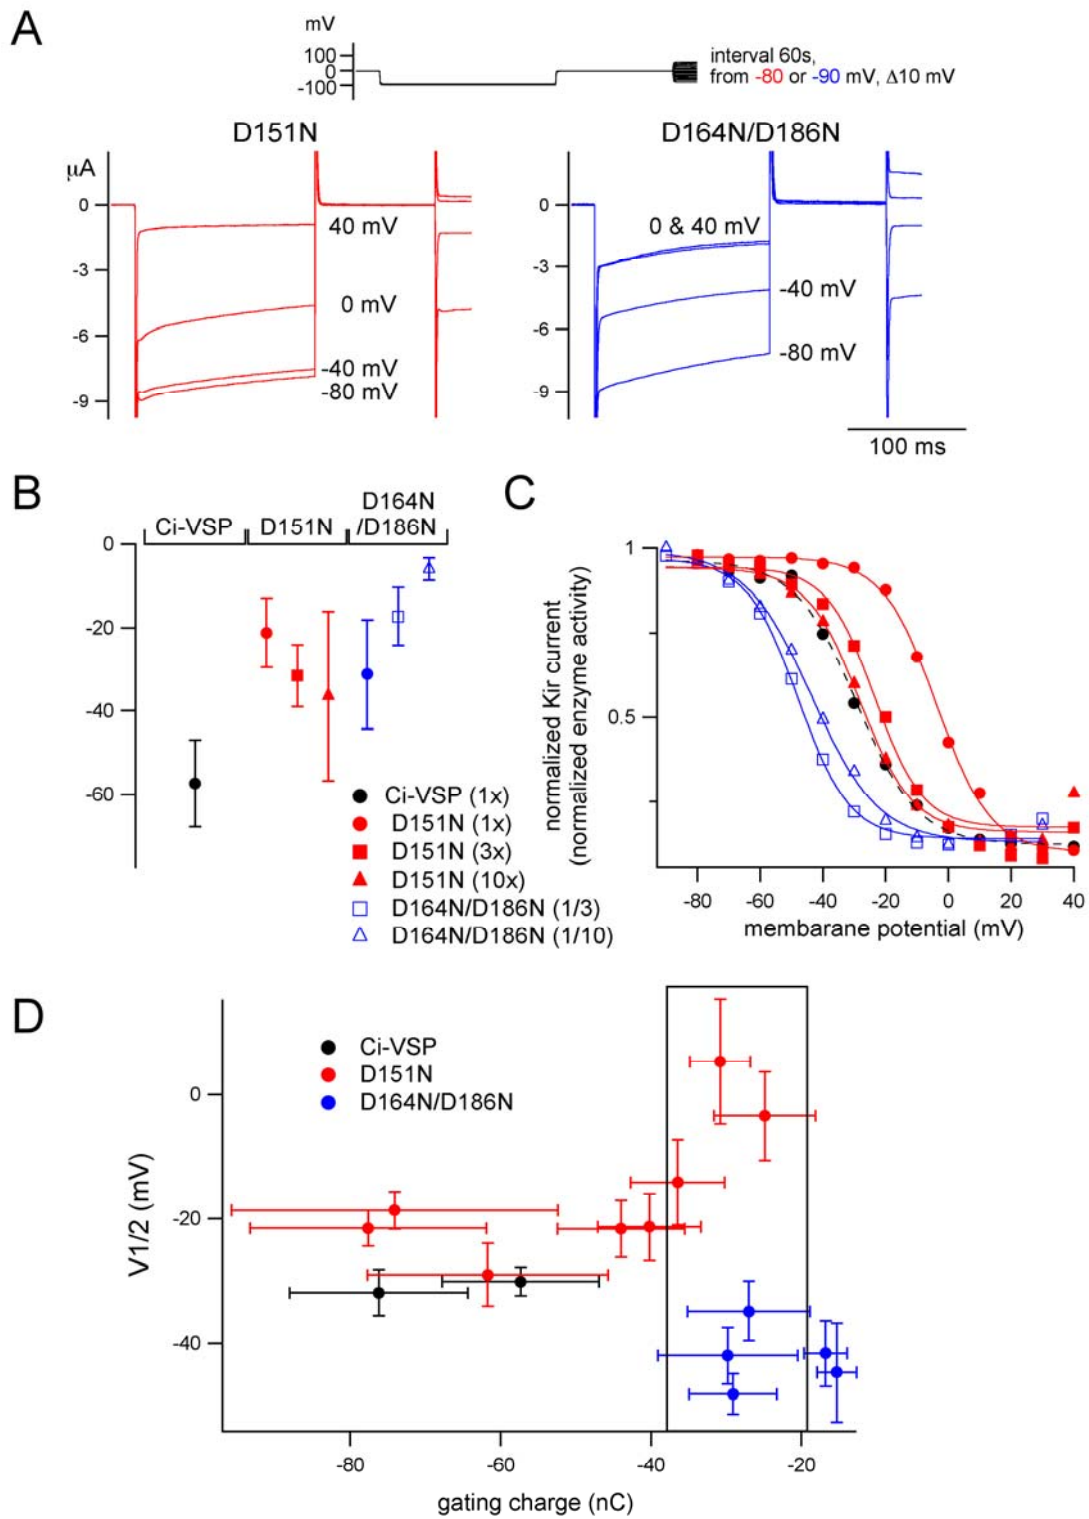 A
mV
100
0
-100
interval 60s,
from -80 or -90 mV, Δ10 mV
D151N
D164N/D186N
μA
0
-3
-6
-9
40 mV
0 mV
-40 mV
-80 mV
0
-3
-6
-9
0 & 40 mV
-40 mV
-80 mV
100 ms
B
Ci-VSP
D151N
D164N
/D186N
0
-20
-40
-60
Ci-VSP (1x)
D151N (1x)
D151N (3x)
D151N (10x)
D164N/D186N (1/3)
D164N/D186N (1/10)
C
normalized Kir current
(normalized enzyme activity)
1
0.5
-80
-60
-40
-20
0
20
40
membarane potential (mV)
D
Ci-VSP
D151N
D164N/D186N
V1/2 (mV)
0
-20
-40
-80
-60
-40
-20
gating charge (nC)